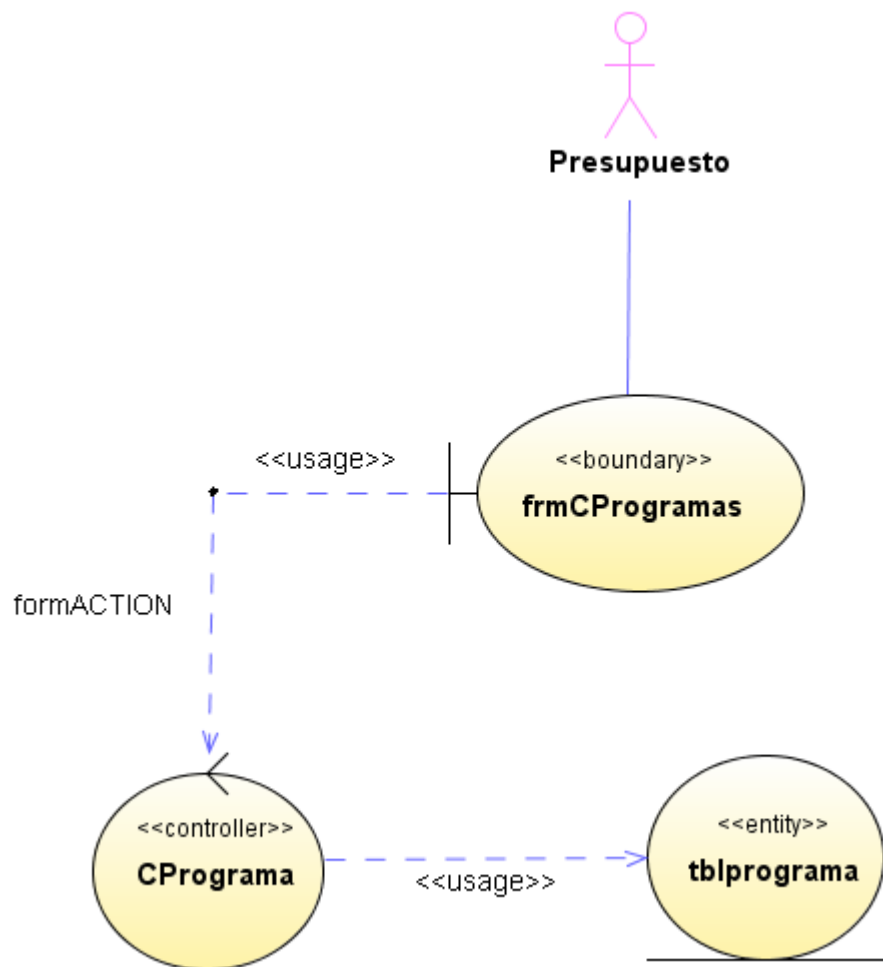 Presupuesto
<<usage>>
<<boundary>>
frmCProgramas
formACTION
<<controller>>
CPrograma
<<usage>>
<<entity>>
tblprograma